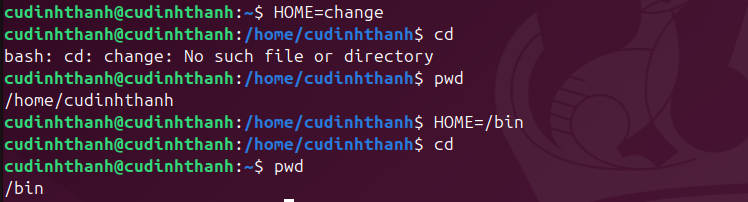 cudinhthanh@cudinhthanh:~$ HOME=change
cudinhthanh@cudinhthanh:/home/cudinhthanh$ cd
bash: cd: change: No such file or directory
cudinhthanh@cudinhthanh:/home/cudinhthanh$ pwd
/home/cudinhthanh
cudinhthanh@cudinhthanh:/home/cudinhthanh$ HOME=/bin
cudinhthanh@cudinhthanh:/home/cudinhthanh$ cd
cudinhthanh@cudinhthanh:~$ pwd
/bin